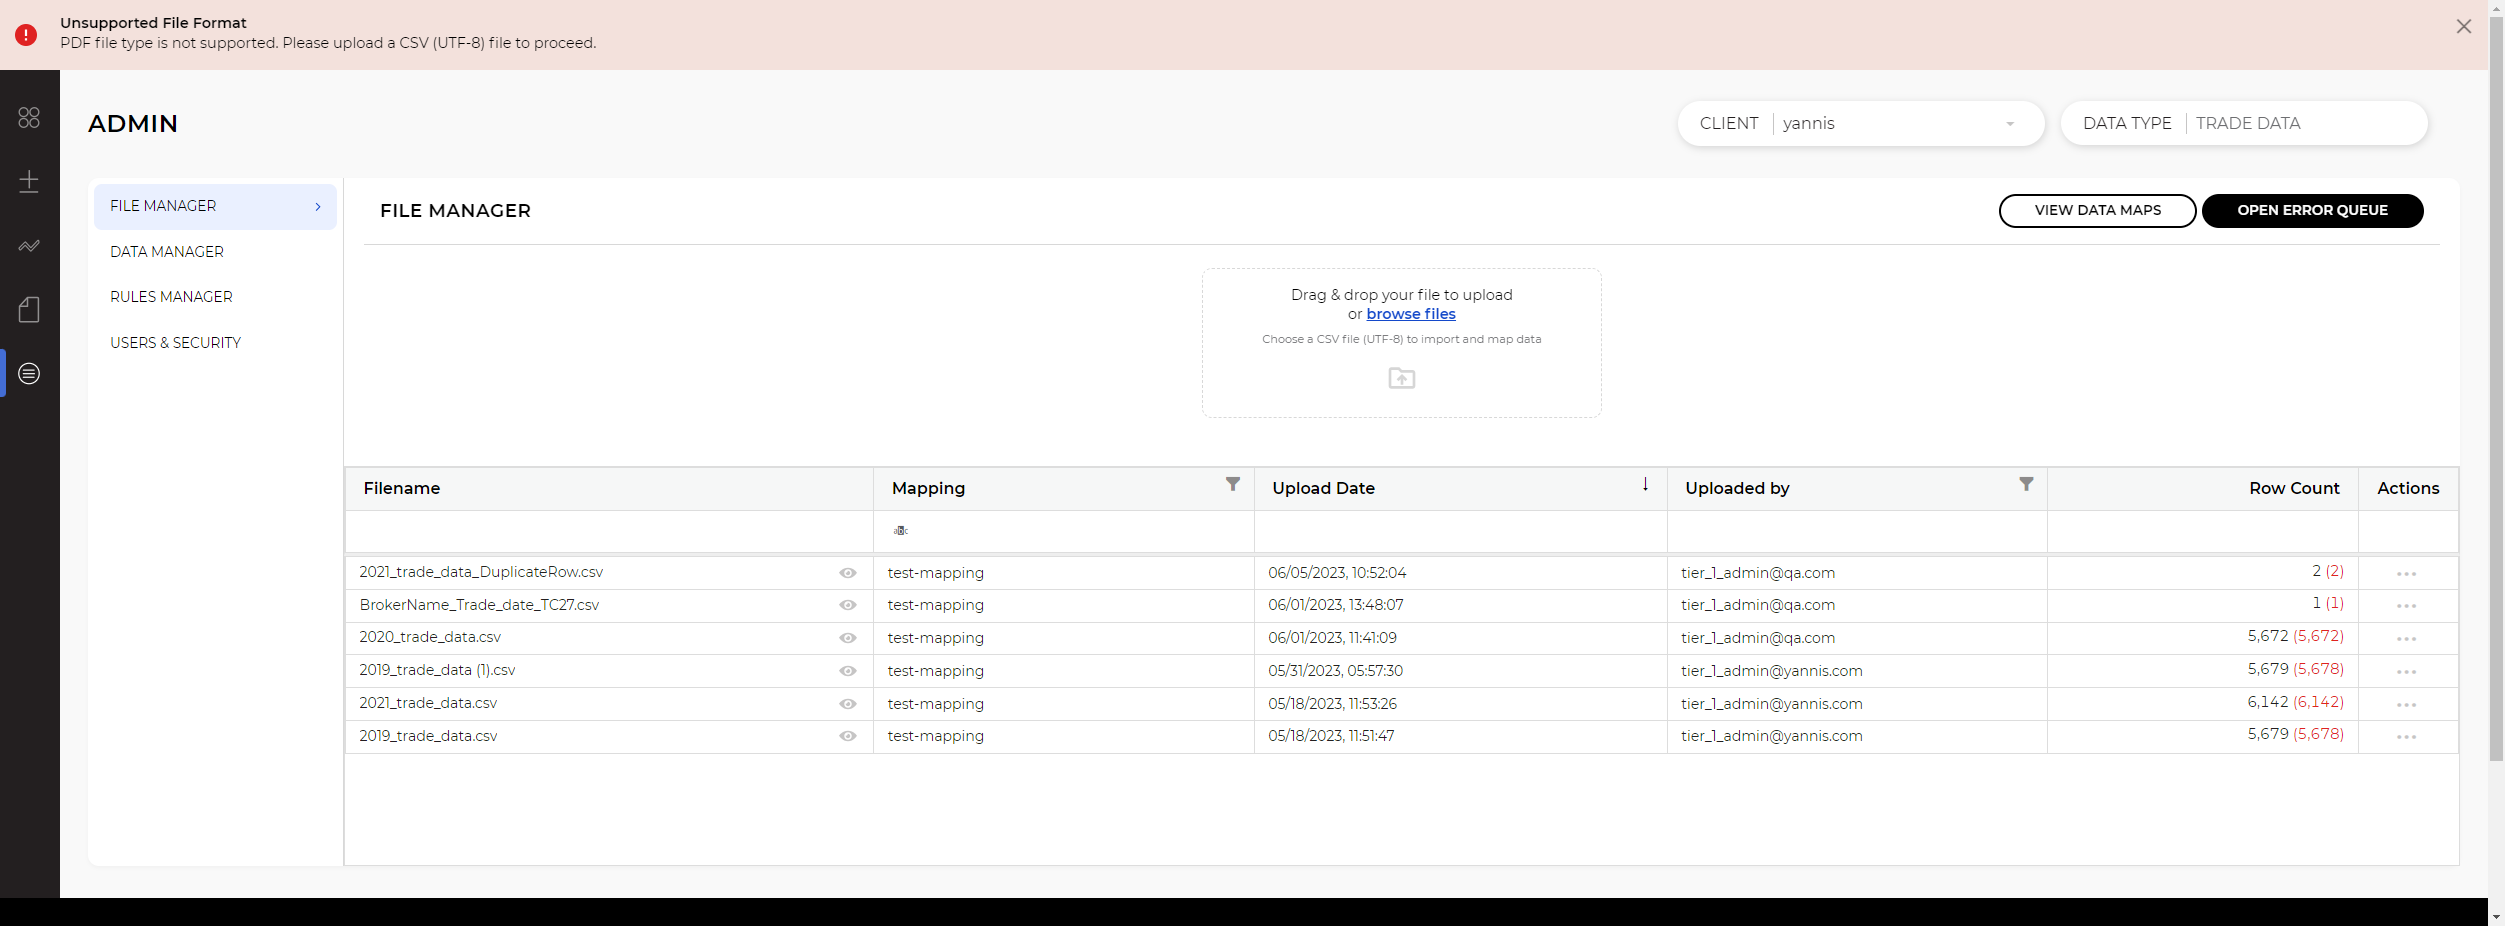 Unsupported File Format
PDF file type is not supported. Please upload a CSV (UTF-8) file to proceed.
ADMIN
CLIENT yannis
DATA TYPE TRADE DATA
FILE MANAGER
DATA MANAGER
RULES MANAGER
USERS & SECURITY
FILE MANAGER
VIEW DATA MAPS
OPEN ERROR QUEUE
Drag & drop your file to upload
or browse files
Choose a CSV file (UTF-8) to import and map data
Filename Mapping Upload Date Uploaded by Row Count Actions
abc
2021_trade_data_DuplicateRow.csv test-mapping 06/05/2023, 10:52:04 tier_1_admin@qa.com 2 (2)
BrokerName_Trade_date_TC27.csv test-mapping 06/01/2023, 13:48:07 tier_1_admin@qa.com 1 (1)
2020_trade_data.csv test-mapping 06/01/2023, 11:41:09 tier_1_admin@qa.com 5,672 (5,672)
2019_trade_data (1).csv test-mapping 05/31/2023, 05:57:30 tier_1_admin@yannis.com 5,679 (5,678)
2021_trade_data.csv test-mapping 05/18/2023, 11:53:26 tier_1_admin@yannis.com 6,142 (6,142)
2019_trade_data.csv test-mapping 05/18/2023, 11:51:47 tier_1_admin@yannis.com 5,679 (5,678)